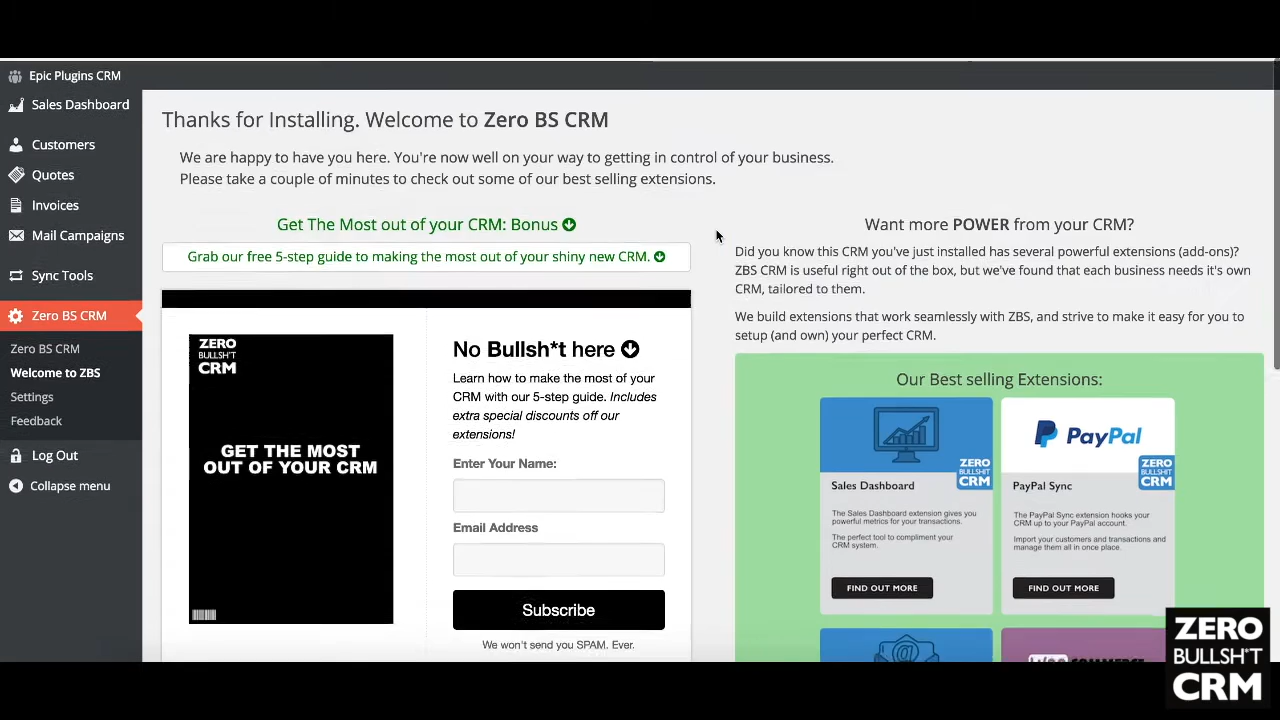 Epic Plugins CRM
Sales Dashboard
Customers
Quotes
Invoices
Mail Campaigns
Sync Tools
Zero BS CRM
Zero BS CRM
Welcome to ZBS
Settings
Feedback
Log Out
Collapse menu
Thanks for Installing. Welcome to Zero BS CRM
We are happy to have you here. You're now well on your way to getting in control of your business.
Please take a couple of minutes to check out some of our best selling extensions.
Get The Most out of your CRM: Bonus
Grab our free 5-step guide to making the most out of your shiny new CRM.
ZERO
BULLSH*T
CRM
GET THE MOST
OUT OF YOUR CRM
No Bullsh*t here
Learn how to make the most of your
CRM with our 5-step guide. Includes
extra special discounts off our
extensions!
Enter Your Name:
Email Address
Subscribe
We won't send you SPAM. Ever.
Want more POWER from your CRM?
Did you know this CRM you've just installed has several powerful extensions (add-ons)?
ZBS CRM is useful right out of the box, but we've found that each business needs it's own
CRM, tailored to them.
We build extensions that work seamlessly with ZBS, and strive to make it easy for you to
setup (and own) your perfect CRM.
Our Best selling Extensions:
ZERO
BULLSH*T
CRM
Sales Dashboard
The Sales Dashboard extension gives you
powerful metrics for your transactions.
The perfect tool to compliment your
CRM system.
FIND OUT MORE
PayPal
ZERO
BULLSH*T
CRM
PayPal Sync
The PayPal Sync extension hooks your
CRM up to your PayPal account.
Import your customers and transactions and
manage them all in once place.
FIND OUT MORE
ZERO
BULLSH*T
CRM